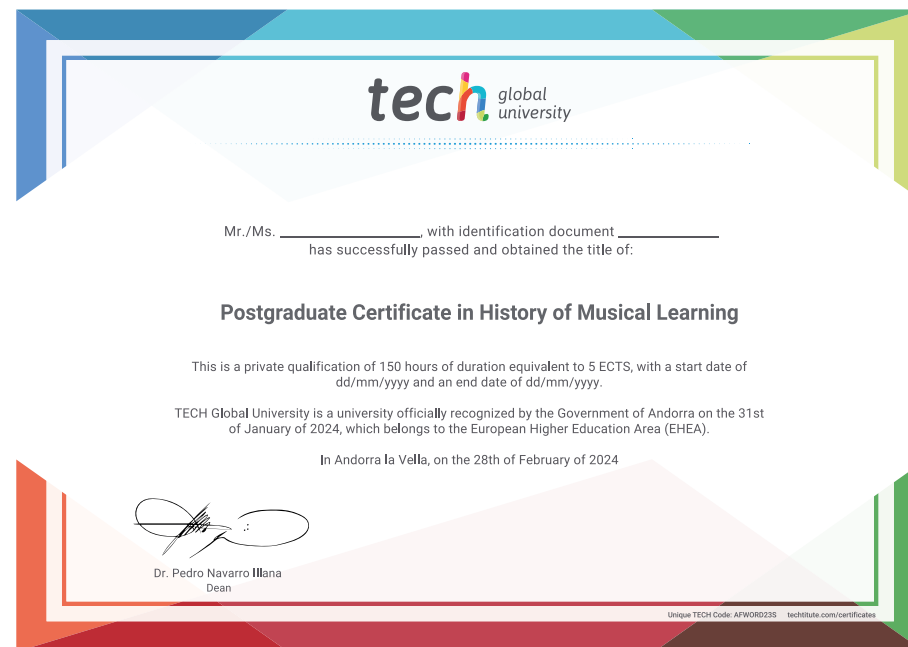 tech global university
Mr./Ms. ____________________, with identification document ______________
has successfully passed and obtained the title of:
Postgraduate Certificate in History of Musical Learning
This is a private qualification of 150 hours of duration equivalent to 5 ECTS, with a start date of
dd/mm/yyyy and an end date of dd/mm/yyyy.
TECH Global University is a university officially recognized by the Government of Andorra on the 31st
of January of 2024, which belongs to the European Higher Education Area (EHEA).
In Andorra la Vella, on the 28th of February of 2024
Dr. Pedro Navarro Illana
Dean
Unique TECH Code: AFWORD23S techtitute.com/certificates